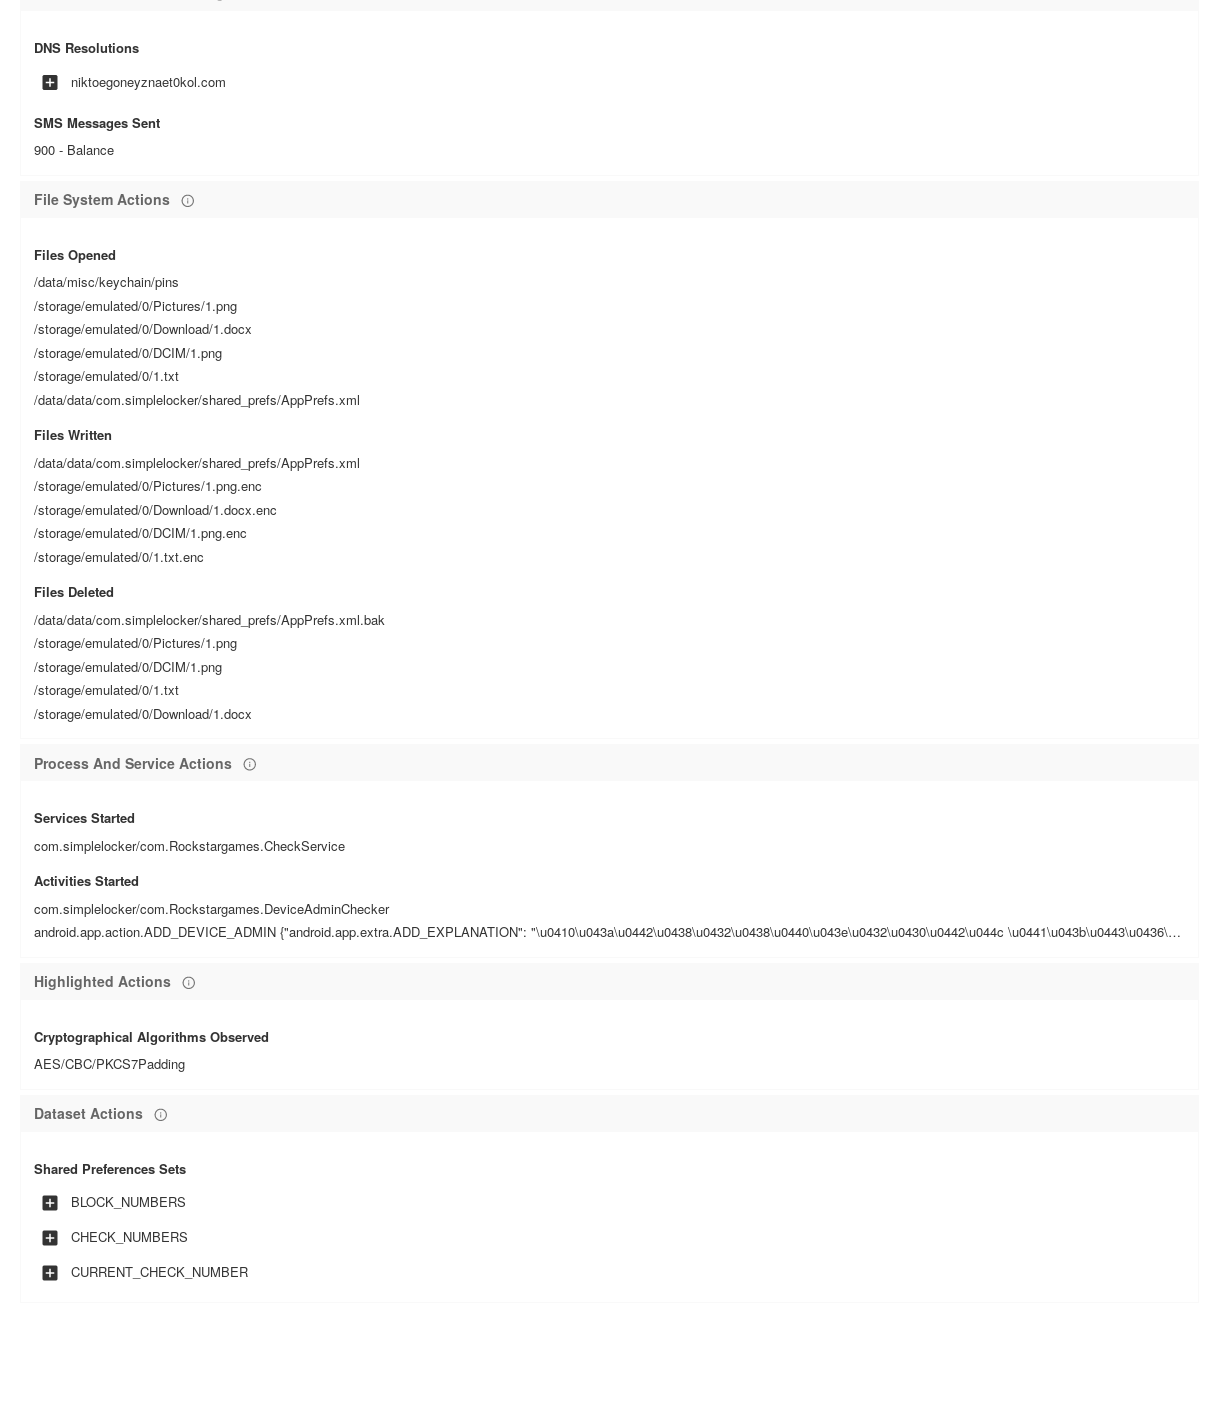 DNS Resolutions
niktoegoneyznaet0kol.com
SMS Messages Sent
900 - Balance
File System Actions
Files Opened
/data/misc/keychain/pins
/storage/emulated/0/Pictures/1.png
/storage/emulated/0/Download/1.docx
/storage/emulated/0/DCIM/1.png
/storage/emulated/0/1.txt
/data/data/com.simplelocker/shared_prefs/AppPrefs.xml
Files Written
/data/data/com.simplelocker/shared_prefs/AppPrefs.xml
/storage/emulated/0/Pictures/1.png.enc
/storage/emulated/0/Download/1.docx.enc
/storage/emulated/0/DCIM/1.png.enc
/storage/emulated/0/1.txt.enc
Files Deleted
/data/data/com.simplelocker/shared_prefs/AppPrefs.xml.bak
/storage/emulated/0/Pictures/1.png
/storage/emulated/0/DCIM/1.png
/storage/emulated/0/1.txt
/storage/emulated/0/Download/1.docx
Process And Service Actions
Services Started
com.simplelocker/com.Rockstargames.CheckService
Activities Started
com.simplelocker/com.Rockstargames.DeviceAdminChecker
android.app.action.ADD_DEVICE_ADMIN {"android.app.extra.ADD_EXPLANATION": "\u0410\u043a\u0442\u0438\u0432\u0438\u0440\u043e\u0432\u0430\u0442\u044c \u0441\u043b\u0443\u0436\...
Highlighted Actions
Cryptographical Algorithms Observed
AES/CBC/PKCS7Padding
Dataset Actions
Shared Preferences Sets
BLOCK_NUMBERS
CHECK_NUMBERS
CURRENT_CHECK_NUMBER